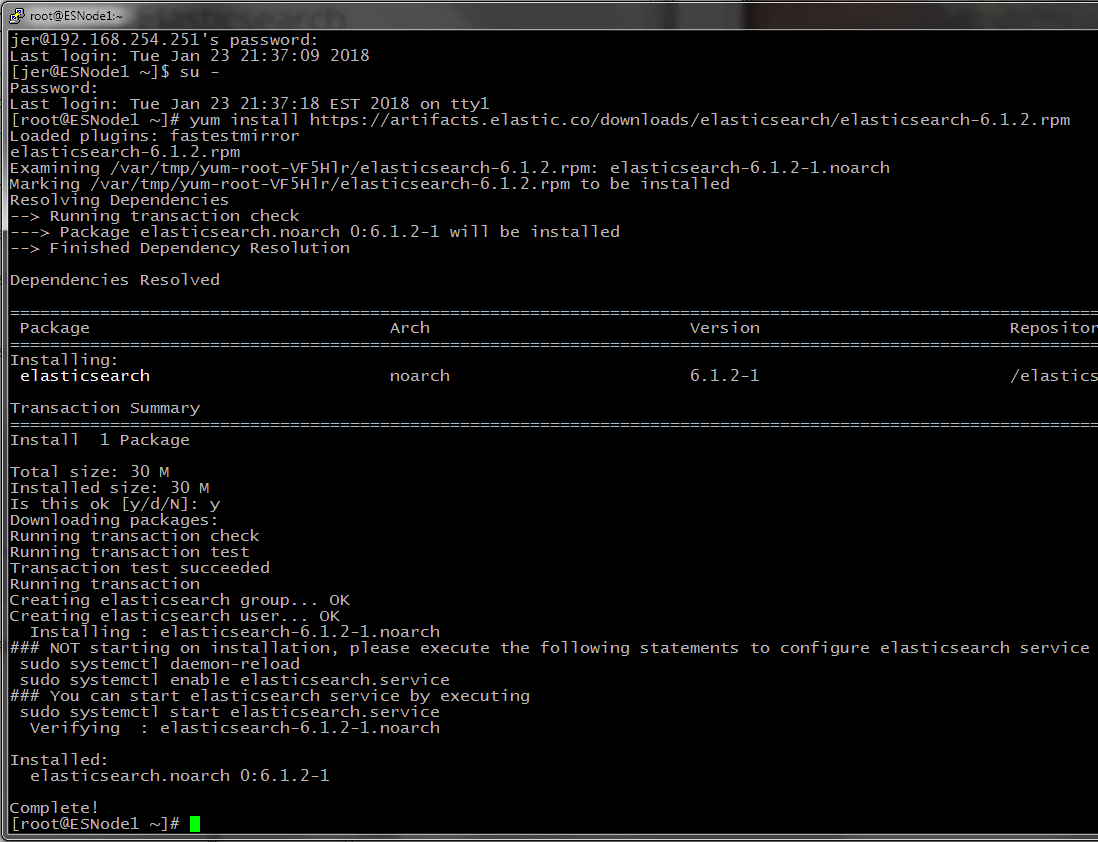 root@ESNode1:~
jer@192.168.254.251's password:
Last login: Tue Jan 23 21:37:09 2018
[jer@ESNode1 ~]$ su -
Password:
Last login: Tue Jan 23 21:37:18 EST 2018 on tty1
[root@ESNode1 ~]# yum install https://artifacts.elastic.co/downloads/elasticsearch/elasticsearch-6.1.2.rpm
Loaded plugins: fastestmirror
elasticsearch-6.1.2.rpm
Examining /var/tmp/yum-root-VF5Hlr/elasticsearch-6.1.2.rpm: elasticsearch-6.1.2-1.noarch
Marking /var/tmp/yum-root-VF5Hlr/elasticsearch-6.1.2.rpm to be installed
Resolving Dependencies
--> Running transaction check
---> Package elasticsearch.noarch 0:6.1.2-1 will be installed
--> Finished Dependency Resolution

Dependencies Resolved

================================================================================
 Package                              Arch                          Version                         Repositor
================================================================================
Installing:
 elasticsearch                        noarch                        6.1.2-1                         /elastics

Transaction Summary
================================================================================
Install  1 Package

Total size: 30 M
Installed size: 30 M
Is this ok [y/d/N]: y
Downloading packages:
Running transaction check
Running transaction test
Transaction test succeeded
Running transaction
Creating elasticsearch group... OK
Creating elasticsearch user... OK
  Installing : elasticsearch-6.1.2-1.noarch
### NOT starting on installation, please execute the following statements to configure elasticsearch service
 sudo systemctl daemon-reload
 sudo systemctl enable elasticsearch.service
### You can start elasticsearch service by executing
 sudo systemctl start elasticsearch.service
  Verifying  : elasticsearch-6.1.2-1.noarch

Installed:
  elasticsearch.noarch 0:6.1.2-1

Complete!
[root@ESNode1 ~]#